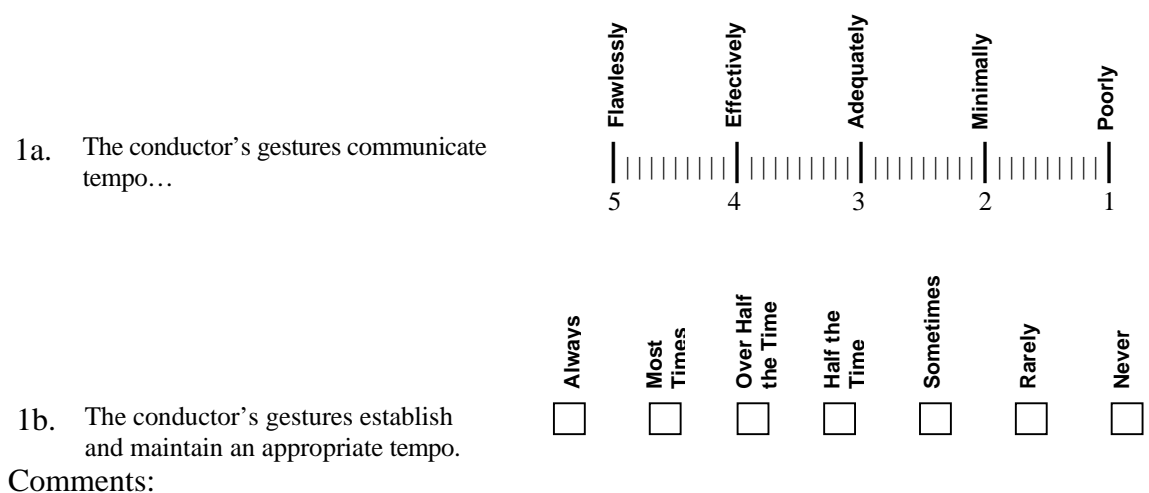 Flawlessly
Effectively
Adequately
Minimally
Poorly
1a. The conductor’s gestures communicate
tempo…
5 4 3 2 1
Always
Most
Times
Over Half
the Time
Half the
Time
Sometimes
Rarely
Never
1b. The conductor’s gestures establish
and maintain an appropriate tempo.
Comments: